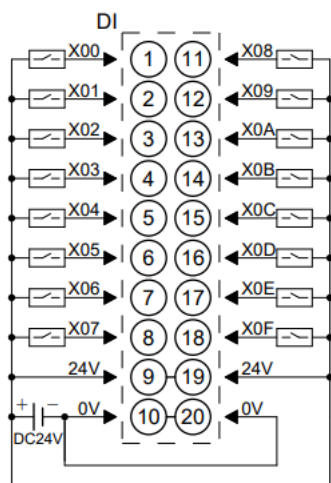 DI
X00 1 11 X08
X01 2 12 X09
X02 3 13 X0A
X03 4 14 X0B
X04 5 15 X0C
X05 6 16 X0D
X06 7 17 X0E
X07 8 18 X0F
24V 9 19 24V
+ − 0V 10 20 0V
DC24V